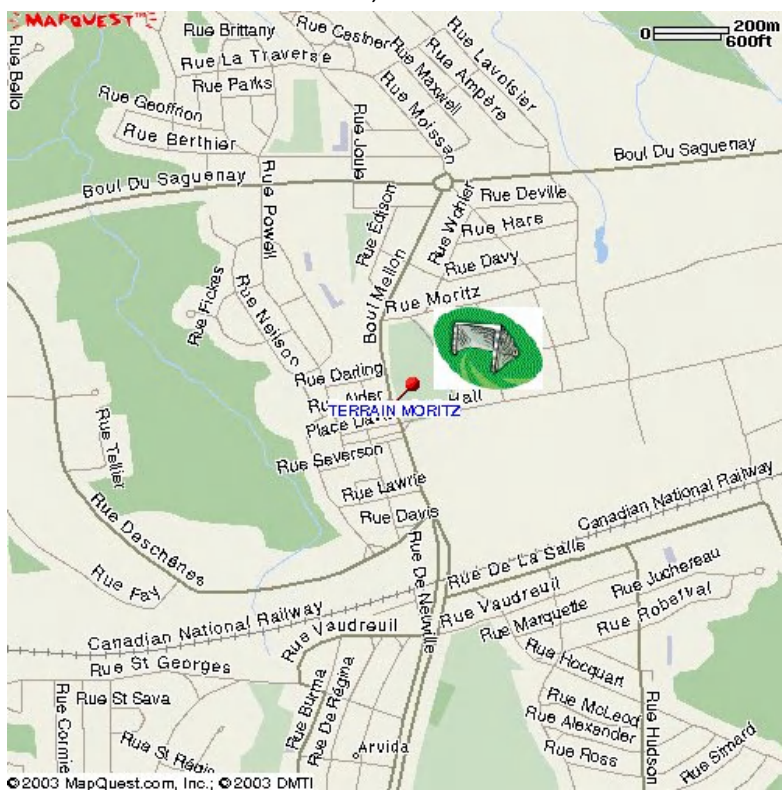 MAPQUEST
0 200m
600ft
Rue Bello
Rue Brittany
Rue Castner
Rue La Traverse
Rue Parks
Rue Maxwell
Rue Ampère
Rue Lavoisier
Rue Geoffrion
Rue Berthier
Rue Joule
Rue Moissan
Boul Du Saguenay
Boul Du Saguenay
Rue Powell
Rue Édison
Rue Wohler
Rue Deville
Rue Hare
Rue Davy
Boul Mellon
Rue Moritz
Rue Fickes
Rue Neilson
Rue Darling
Hall
TERRAIN MORITZ
Place Davis
Rue Severson
Rue Tellier
Rue Lawrie
Rue Davis
Rue Deschênes
Rue Fay
Canadian National Railway
Rue De La Salle
Rue De Neuville
Rue Juchereau
Rue Roberval
Rue Vaudreuil
Rue Marquette
Canadian National Railway
Rue Vaudreuil
Rue St Georges
Rue Hocquart
Rue St Sava
Rue Cormier
Rue St Régis
Rue Burma
Rue De Régina
Arvida
Rue McLeod
Rue Alexander
Rue Ross
Rue Hudson
Rue Simard
©2003 MapQuest.com, Inc.; ©2003 DMTI